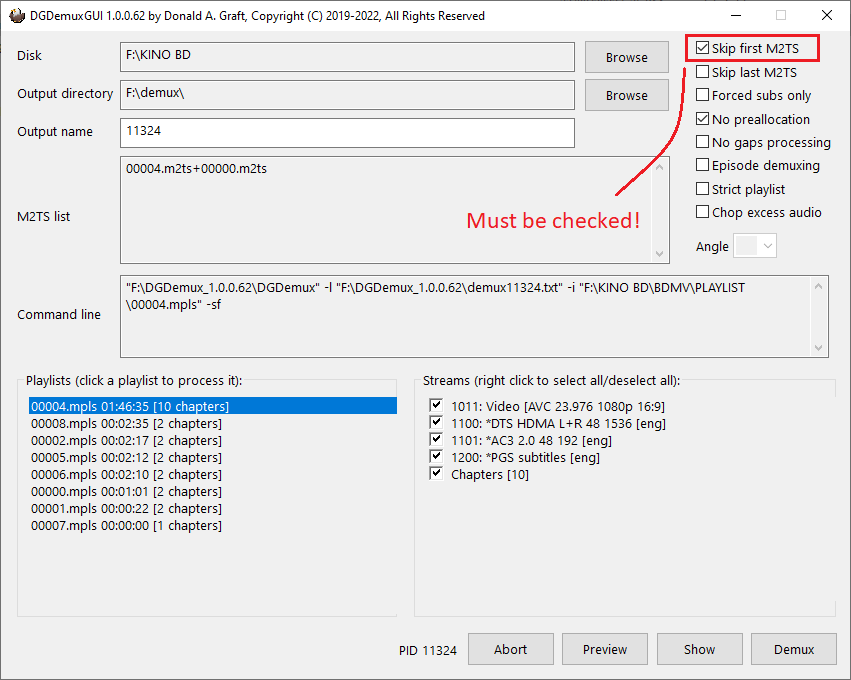 DGDemuxGUI 1.0.0.62 by Donald A. Graft, Copyright (C) 2019-2022, All Rights Reserved
Disk
F:\KINO BD
Browse
Output directory
F:\demux\
Browse
Output name
11324
M2TS list
00004.m2ts+00000.m2ts
Skip first M2TS
Skip last M2TS
Forced subs only
No preallocation
No gaps processing
Episode demuxing
Strict playlist
Chop excess audio
Angle
Must be checked!
Command line
"F:\DGDemux_1.0.0.62\DGDemux" -l "F:\DGDemux_1.0.0.62\demux11324.txt" -i "F:\KINO BD\BDMV\PLAYLIST
\00004.mpls" -sf
Playlists (click a playlist to process it):
00004.mpls 01:46:35 [10 chapters]
00008.mpls 00:02:35 [2 chapters]
00002.mpls 00:02:17 [2 chapters]
00005.mpls 00:02:12 [2 chapters]
00006.mpls 00:02:10 [2 chapters]
00000.mpls 00:01:01 [2 chapters]
00001.mpls 00:00:22 [2 chapters]
00007.mpls 00:00:00 [1 chapters]
Streams (right click to select all/deselect all):
1011: Video [AVC 23.976 1080p 16:9]
1100: *DTS HDMA L+R 48 1536 [eng]
1101: *AC3 2.0 48 192 [eng]
1200: *PGS subtitles [eng]
Chapters [10]
PID 11324
Abort
Preview
Show
Demux